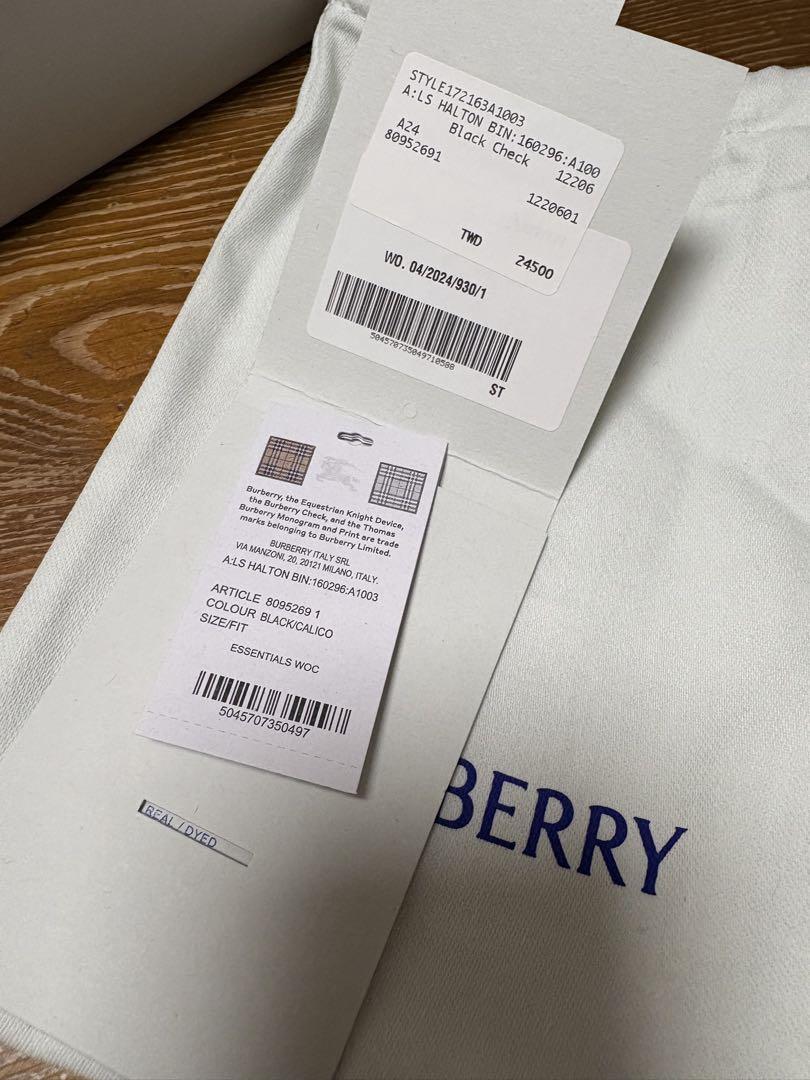 STYLE172163A1003
A:LS HALTON BIN:160296:A100
A24 Black Check 12206
80952691
1220601
TWD 24500
WO. 04/2024/930/1
504570735049710500
ST
Burberry, the Equestrian Knight Device,
the Burberry Check, and the Thomas
Burberry Monogram and Print are trade
marks belonging to Burberry Limited.
BURBERRY ITALY SRL
VIA MANZONI, 20, 20121 MILANO, ITALY.
A:LS HALTON BIN:160296:A1003
ARTICLE 8095269 1
COLOUR BLACK/CALICO
SIZE/FIT
ESSENTIALS WOC
5045707350497
REAL / DYED
BERRY